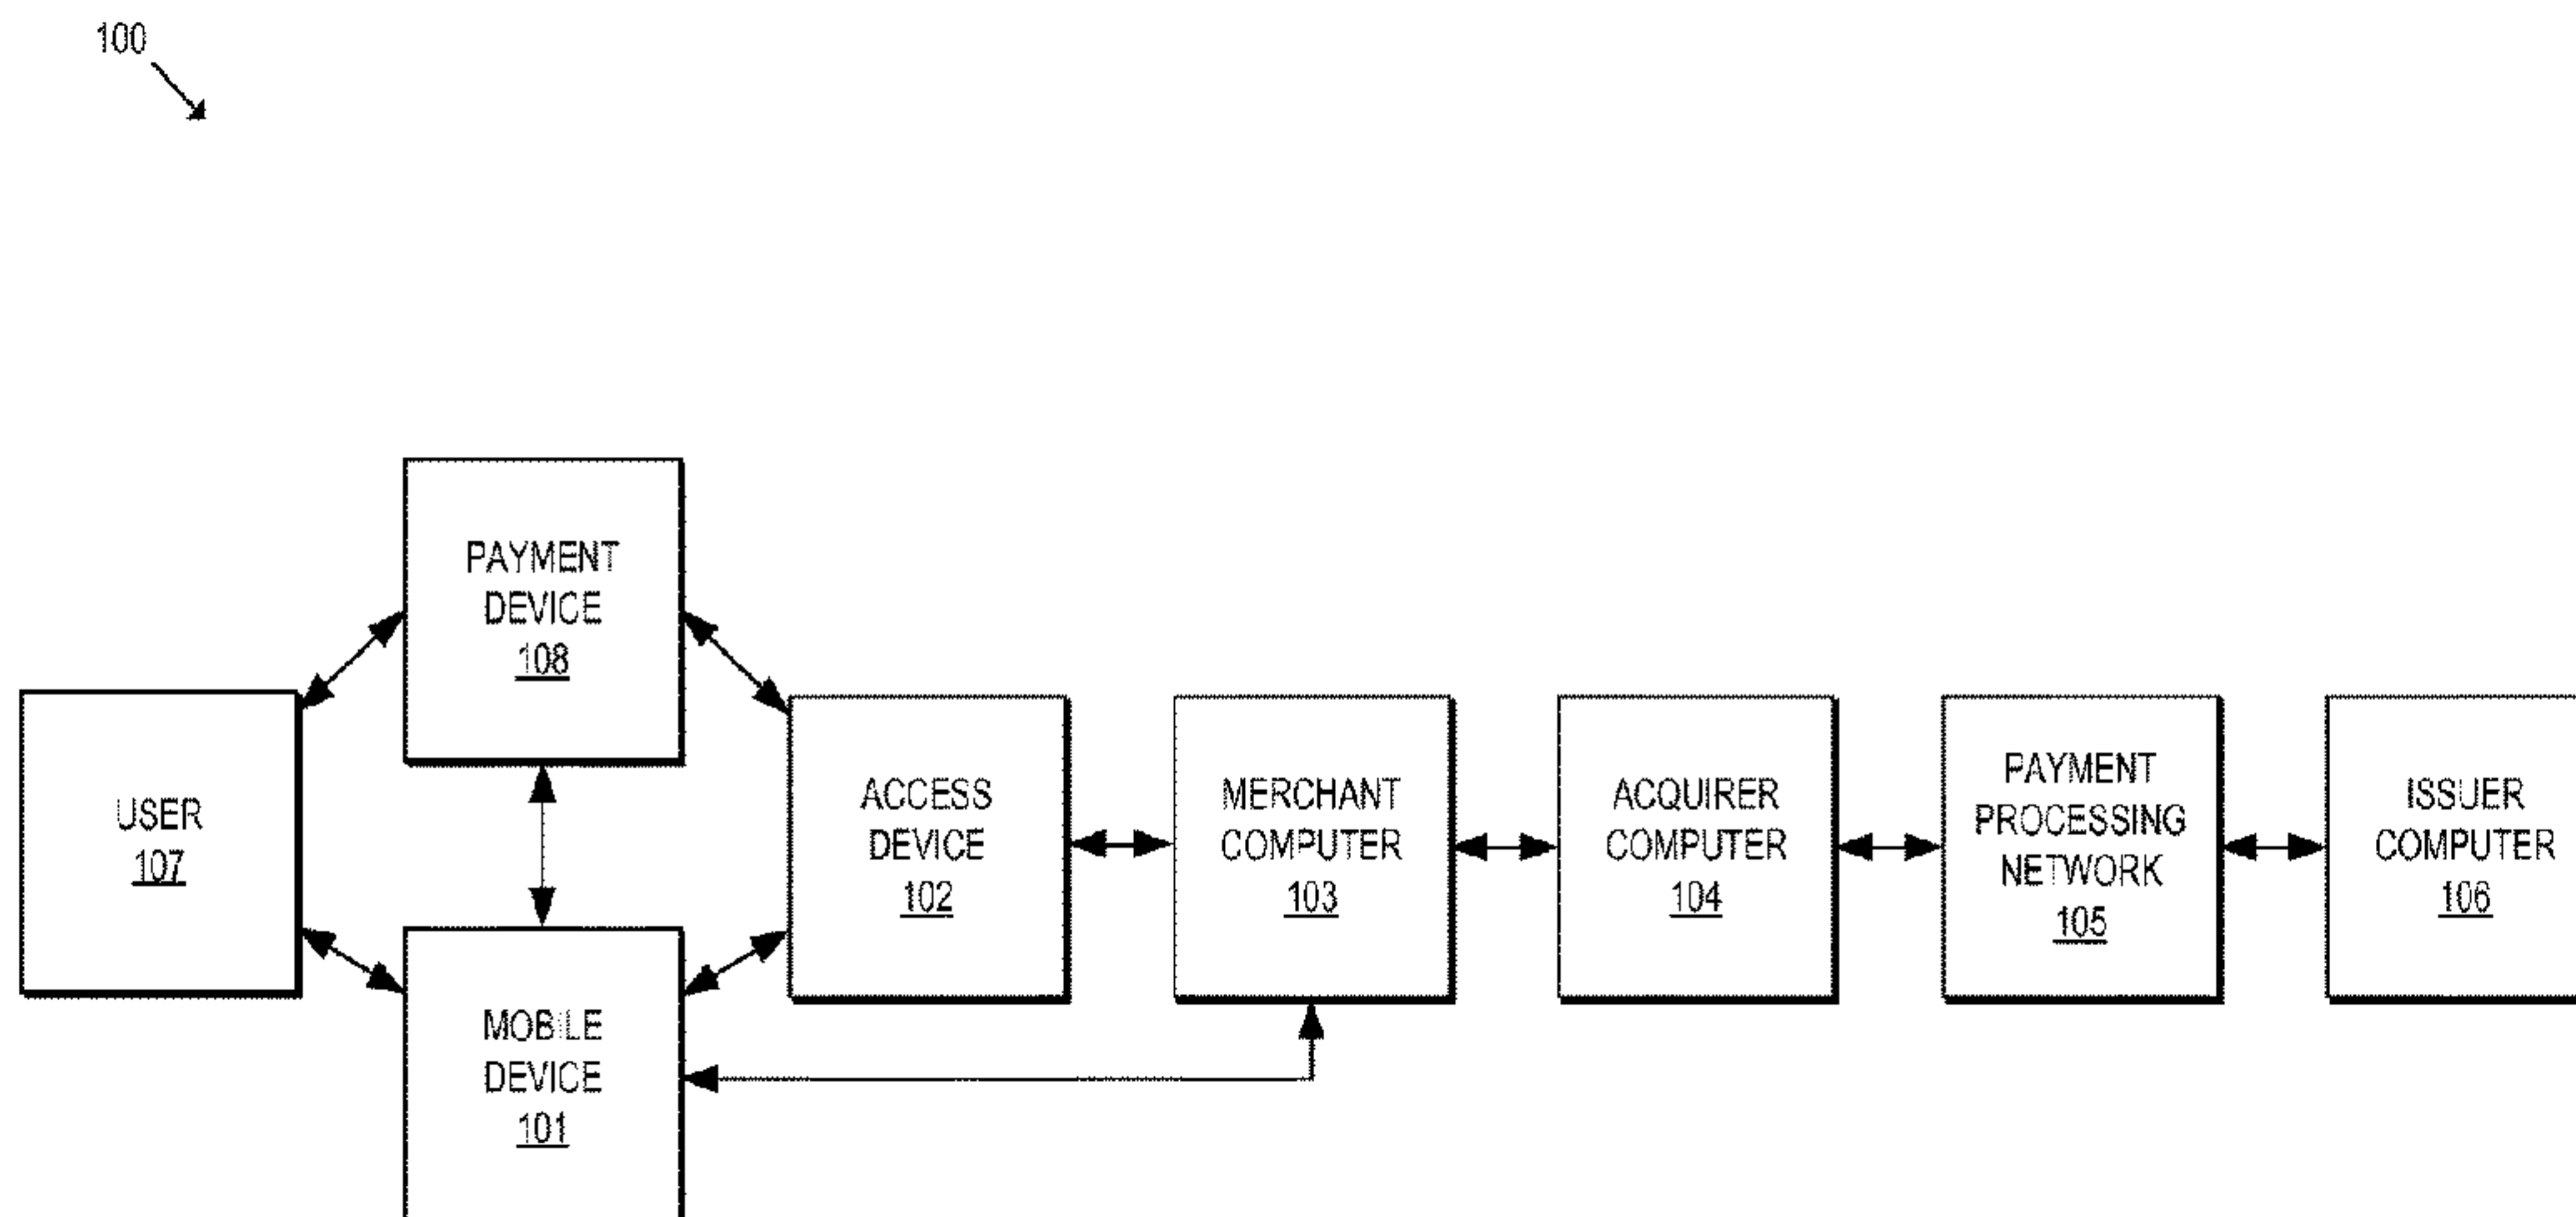 100
PAYMENT
DEVICE
108
USER
107
MOBILE
DEVICE
101
ACCESS
DEVICE
102
MERCHANT
COMPUTER
103
ACQUIRER
COMPUTER
104
PAYMENT
PROCESSING
NETWORK
105
ISSUER
COMPUTER
106